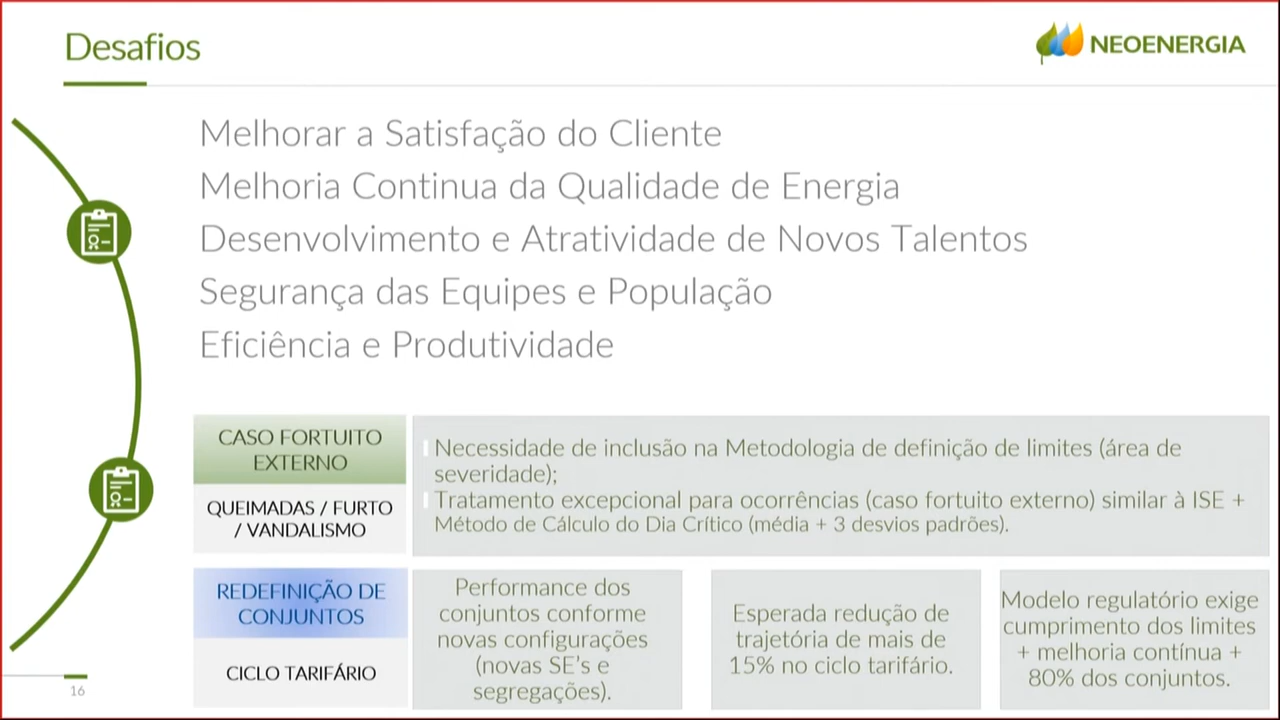 Desafios
NEOENERGIA
Melhorar a Satisfação do Cliente
Melhoria Continua da Qualidade de Energia
Desenvolvimento e Atratividade de Novos Talentos
Segurança das Equipes e População
Eficiência e Produtividade
CASO FORTUITO
EXTERNO
QUEIMADAS / FURTO
/ VANDALISMO
Necessidade de inclusão na Metodologia de definição de limites (área de
severidade);
Tratamento excepcional para ocorrências (caso fortuito externo) similar à ISE +
Método de Cálculo do Dia Crítico (média + 3 desvios padrões).
REDEFINIÇÃO DE
CONJUNTOS
CICLO TARIFÁRIO
Performance dos
conjuntos conforme
novas configurações
(novas SE's e
segregações).
Esperada redução de
trajetória de mais de
15% no ciclo tarifário.
Modelo regulatório exige
cumprimento dos limites
+ melhoria contínua +
80% dos conjuntos.
16